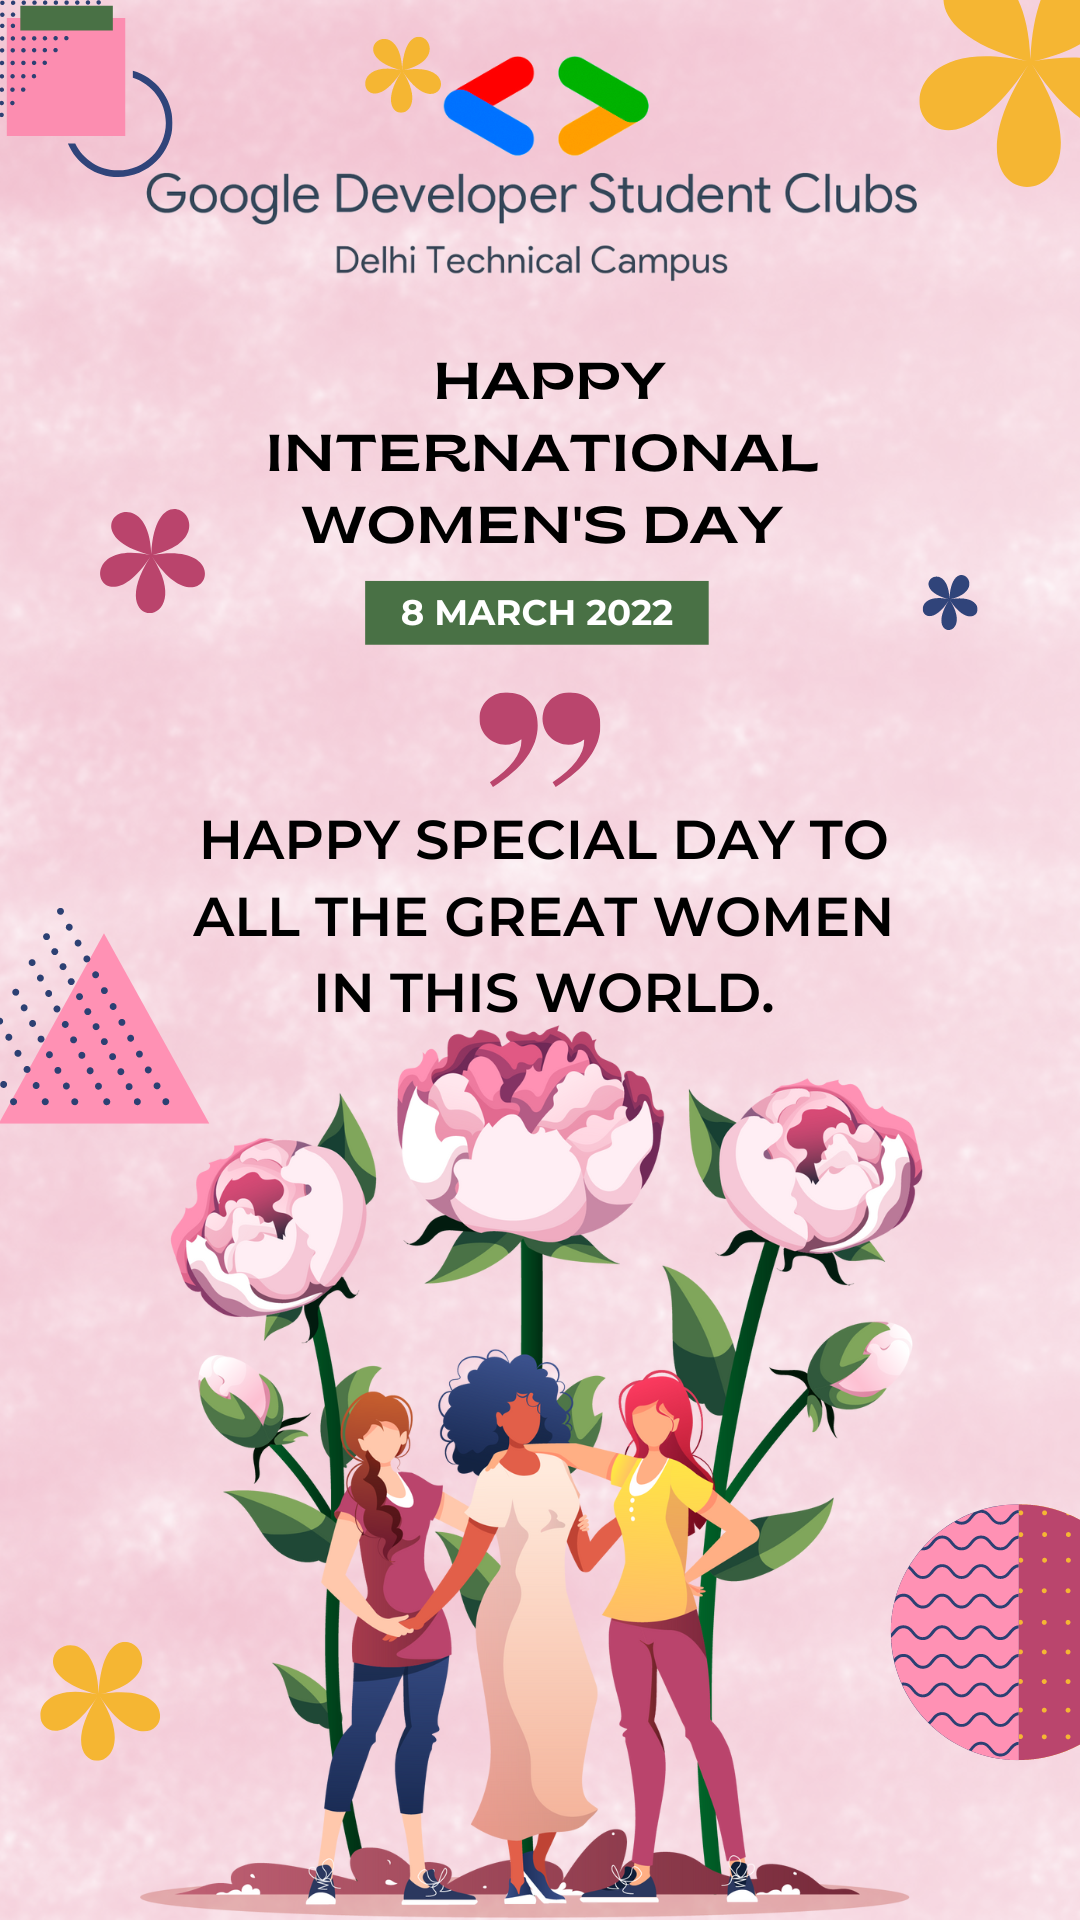 Google Developer Student Clubs
Delhi Technical Campus
HAPPY
INTERNATIONAL
WOMEN'S DAY
8 MARCH 2022
”
HAPPY SPECIAL DAY TO
ALL THE GREAT WOMEN
IN THIS WORLD.